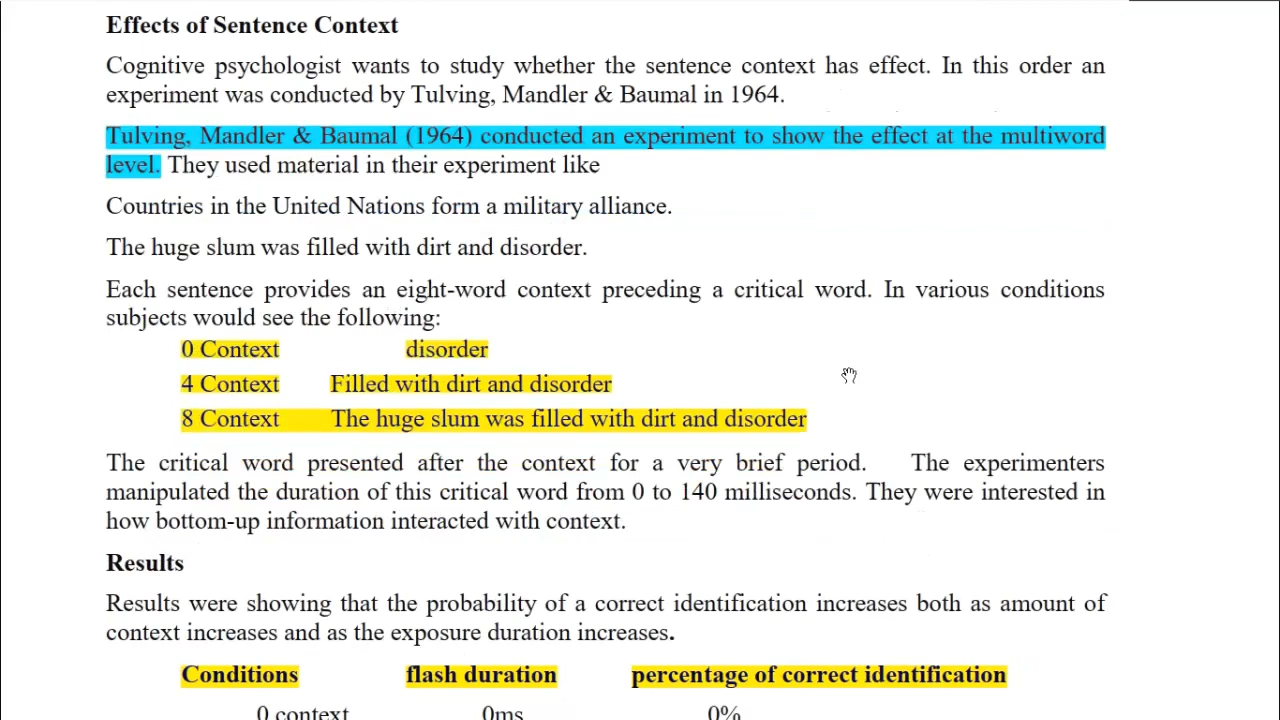 Effects of Sentence Context
Cognitive psychologist wants to study whether the sentence context has effect. In this order an
experiment was conducted by Tulving, Mandler & Baumal in 1964.
Tulving, Mandler & Baumal (1964) conducted an experiment to show the effect at the multiword
level. They used material in their experiment like
Countries in the United Nations form a military alliance.
The huge slum was filled with dirt and disorder.
Each sentence provides an eight-word context preceding a critical word. In various conditions
subjects would see the following:
0 Context disorder
4 Context Filled with dirt and disorder
8 Context The huge slum was filled with dirt and disorder
The critical word presented after the context for a very brief period. The experimenters
manipulated the duration of this critical word from 0 to 140 milliseconds. They were interested in
how bottom-up information interacted with context.
Results
Results were showing that the probability of a correct identification increases both as amount of
context increases and as the exposure duration increases.
Conditions flash duration percentage of correct identification
0 context 0ms 0%